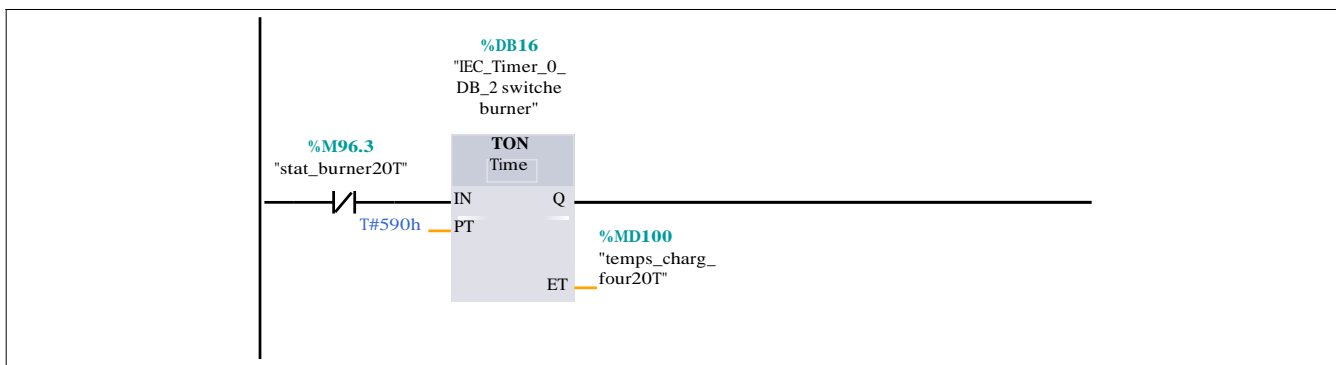 %DB16
"IEC_Timer_0_
DB_2 switche
burner"
%M96.3
"stat_burner20T"
TON
Time
IN
Q
T#590h
PT
%MD100
"temps_charg_
four20T"
ET